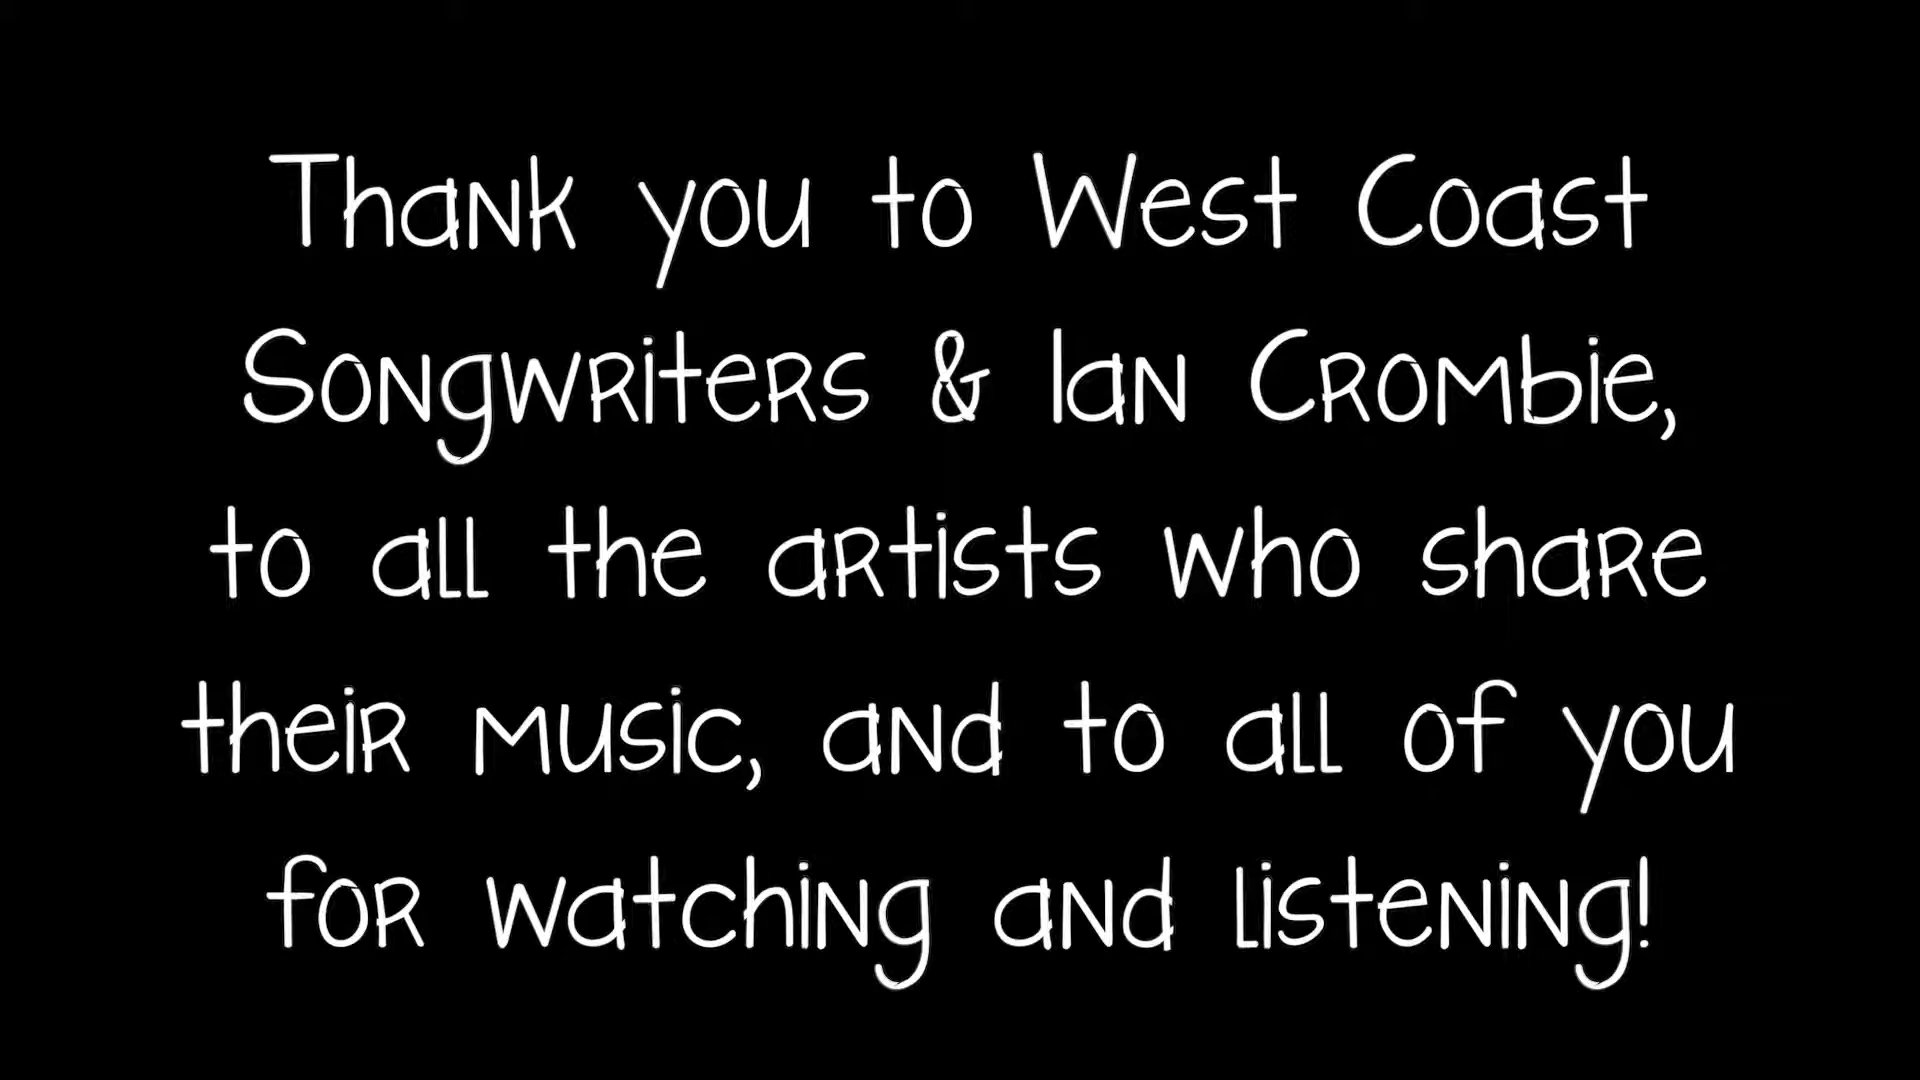 Thank you to West Coast
Songwriters & Ian Crombie,
to all the artists who share
their music, and to all of you
for watching and listening!